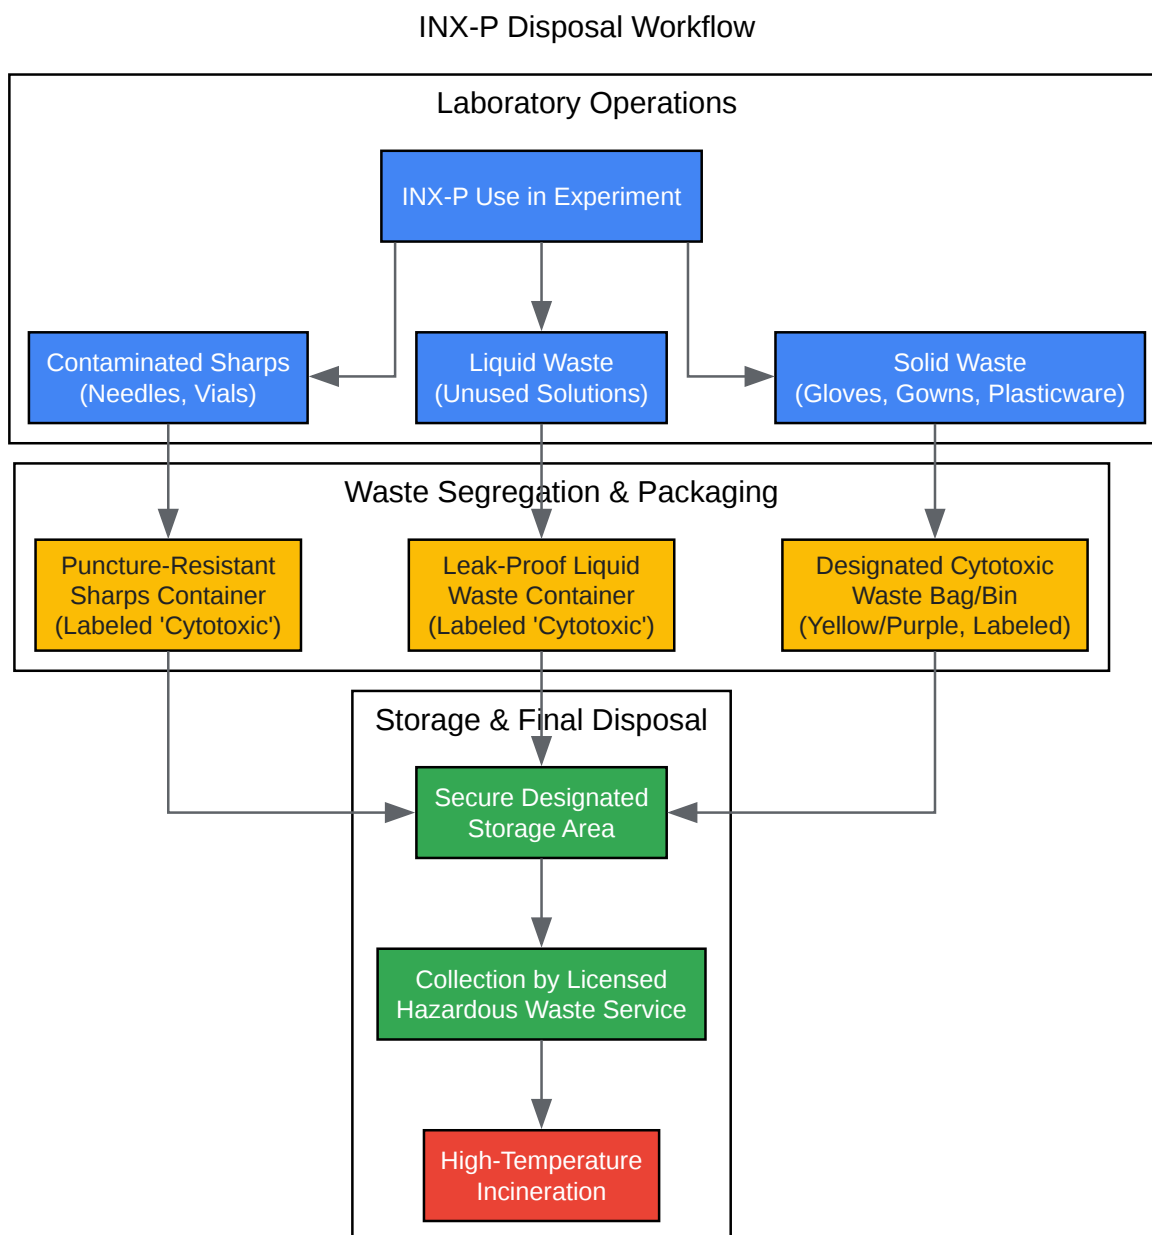 INX-P Disposal Workflow
Laboratory Operations
INX-P Use in Experiment
Contaminated Sharps
(Needles, Vials)
Liquid Waste
(Unused Solutions)
Solid Waste
(Gloves, Gowns, Plasticware)
Waste Segregation & Packaging
Puncture-Resistant
Sharps Container
(Labeled 'Cytotoxic')
Leak-Proof Liquid
Waste Container
(Labeled 'Cytotoxic')
Designated Cytotoxic
Waste Bag/Bin
(Yellow/Purple, Labeled)
Storage & Final Disposal
Secure Designated
Storage Area
Collection by Licensed
Hazardous Waste Service
High-Temperature
Incineration